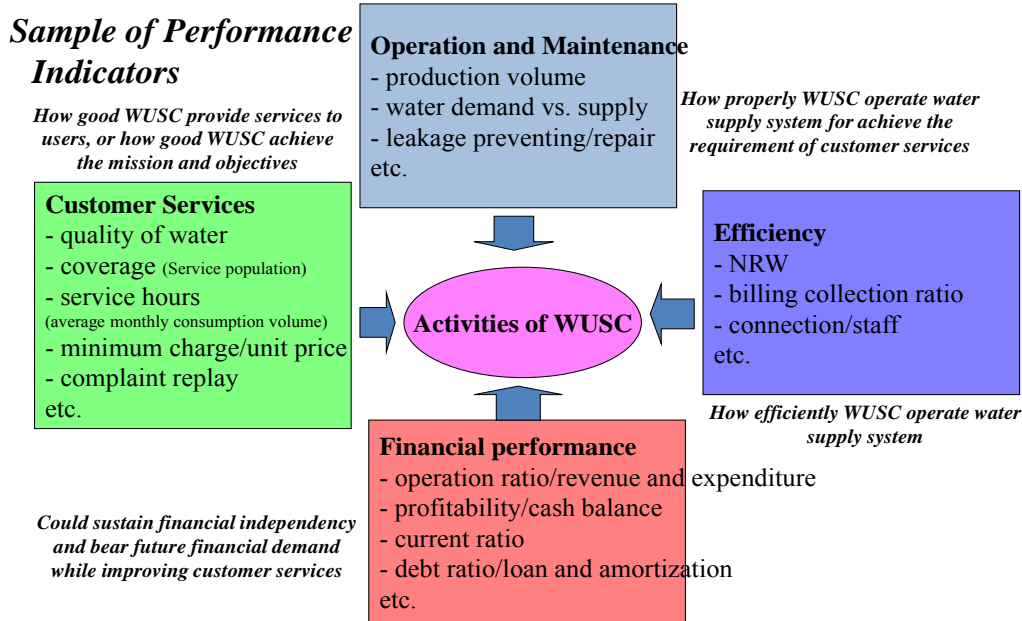 Sample of Performance
Indicators
How good WUSC provide services to
users, or how good WUSC achieve
the mission and objectives
Operation and Maintenance
- production volume
- water demand vs. supply
- leakage preventing/repair
etc.
How properly WUSC operate water
supply system for achieve the
requirement of customer services
Customer Services
- quality of water
- coverage (Service population)
- service hours
(average monthly consumption volume)
- minimum charge/unit price
- complaint replay
etc.
Activities of WUSC
Efficiency
- NRW
- billing collection ratio
- connection/staff
etc.
How efficiently WUSC operate water
supply system
Financial performance
- operation ratio/revenue and expenditure
- profitability/cash balance
- current ratio
- debt ratio/loan and amortization
etc.
Could sustain financial independency
and bear future financial demand
while improving customer services